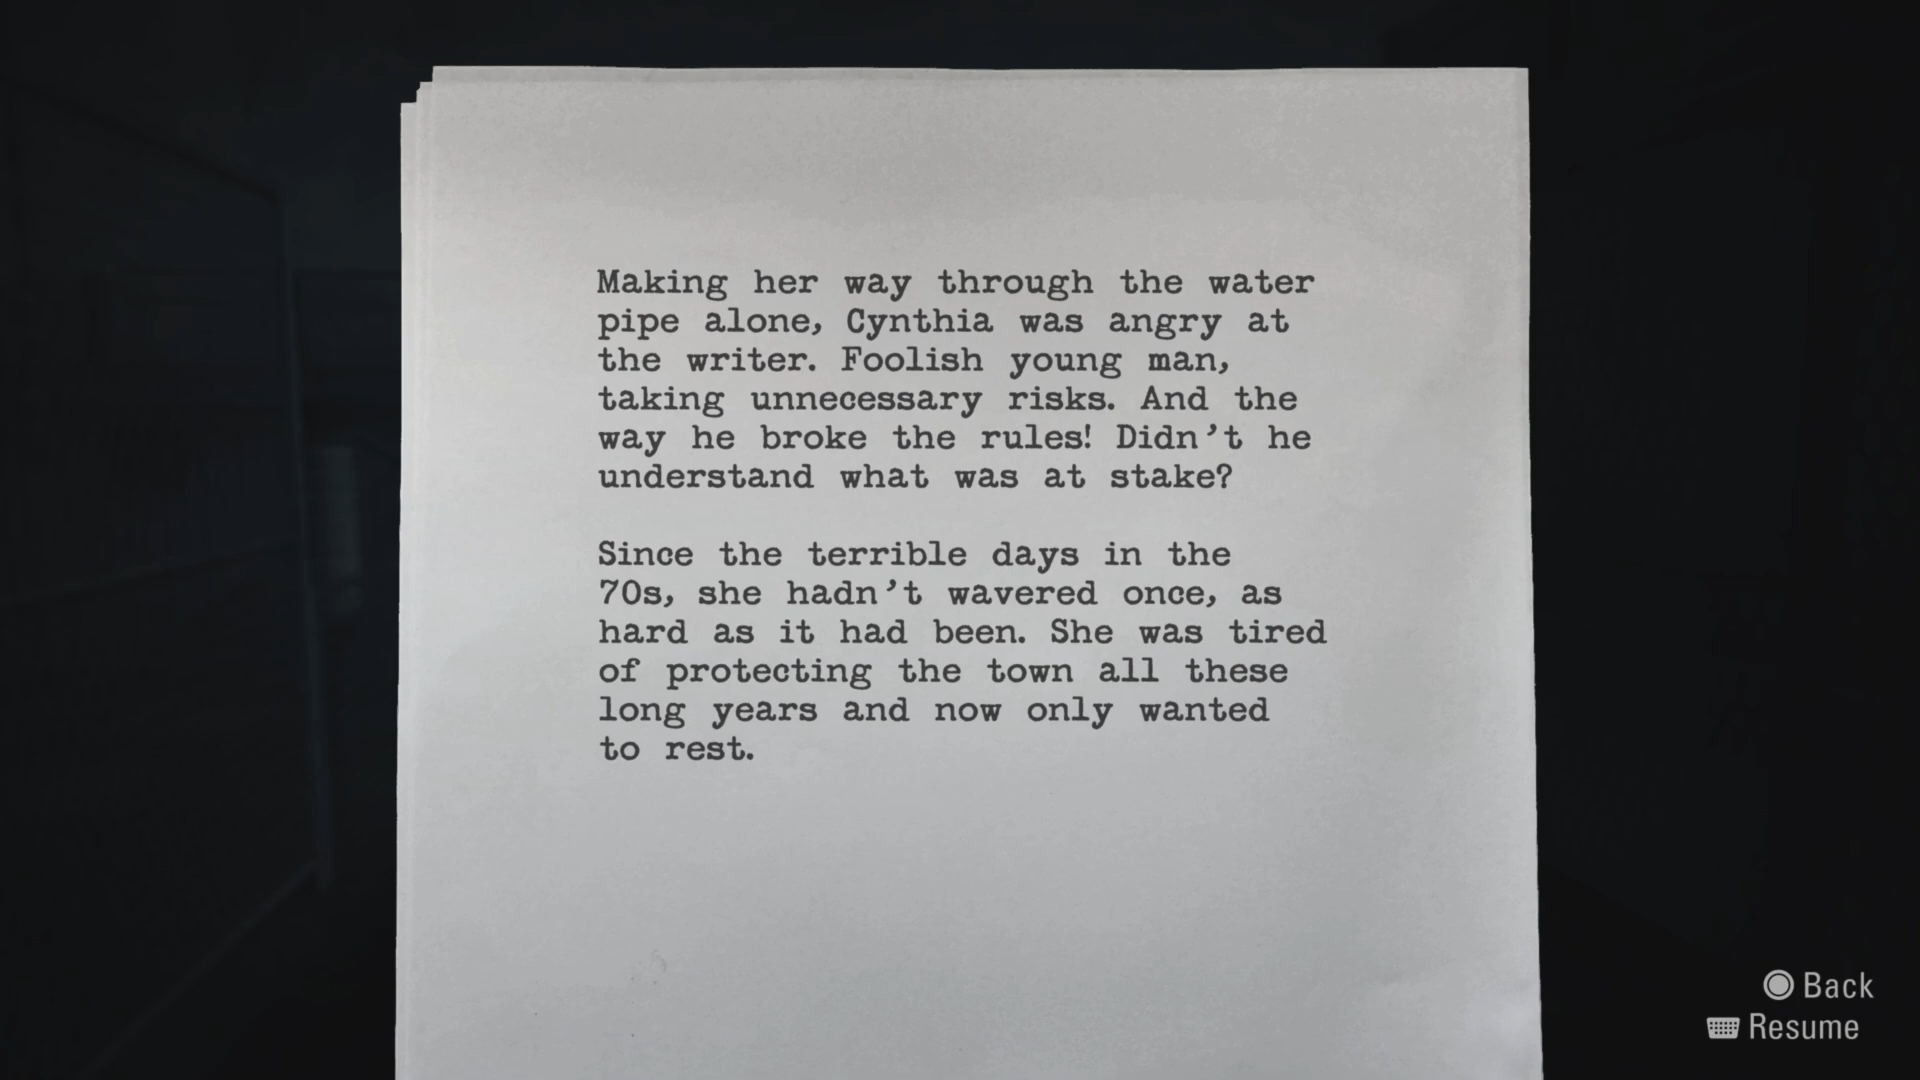 Making her way through the water
pipe alone, Cynthia was angry at
the writer. Foolish young man,
taking unnecessary risks. And the
way he broke the rules! Didn’t he
understand what was at stake?
Since the terrible days in the
70s, she hadn’t wavered once, as
hard as it had been. She was tired
of protecting the town all these
long years and now only wanted
to rest.
Back
Resume